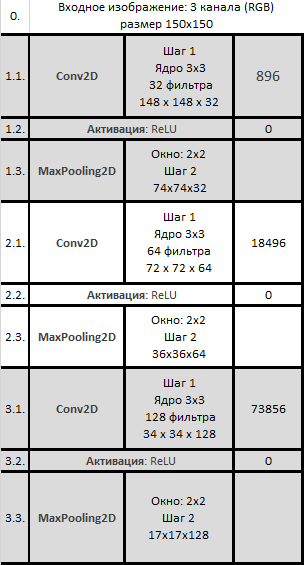 0.
Входное изображение: 3 канала (RGB)
размер 150x150
1.1.
Conv2D
Шаг 1
Ядро 3x3
32 фильтра
148 x 148 x 32
896
1.2.
Активация: ReLU
0
1.3.
MaxPooling2D
Окно: 2x2
Шаг 2
74x74x32
2.1.
Conv2D
Шаг 1
Ядро 3x3
64 фильтра
72 x 72 x 64
18496
2.2.
Активация: ReLU
0
2.3.
MaxPooling2D
Окно: 2x2
Шаг 2
36x36x64
3.1.
Conv2D
Шаг 1
Ядро 3x3
128 фильтра
34 x 34 x 128
73856
3.2.
Активация: ReLU
0
3.3.
MaxPooling2D
Окно: 2x2
Шаг 2
17x17x128